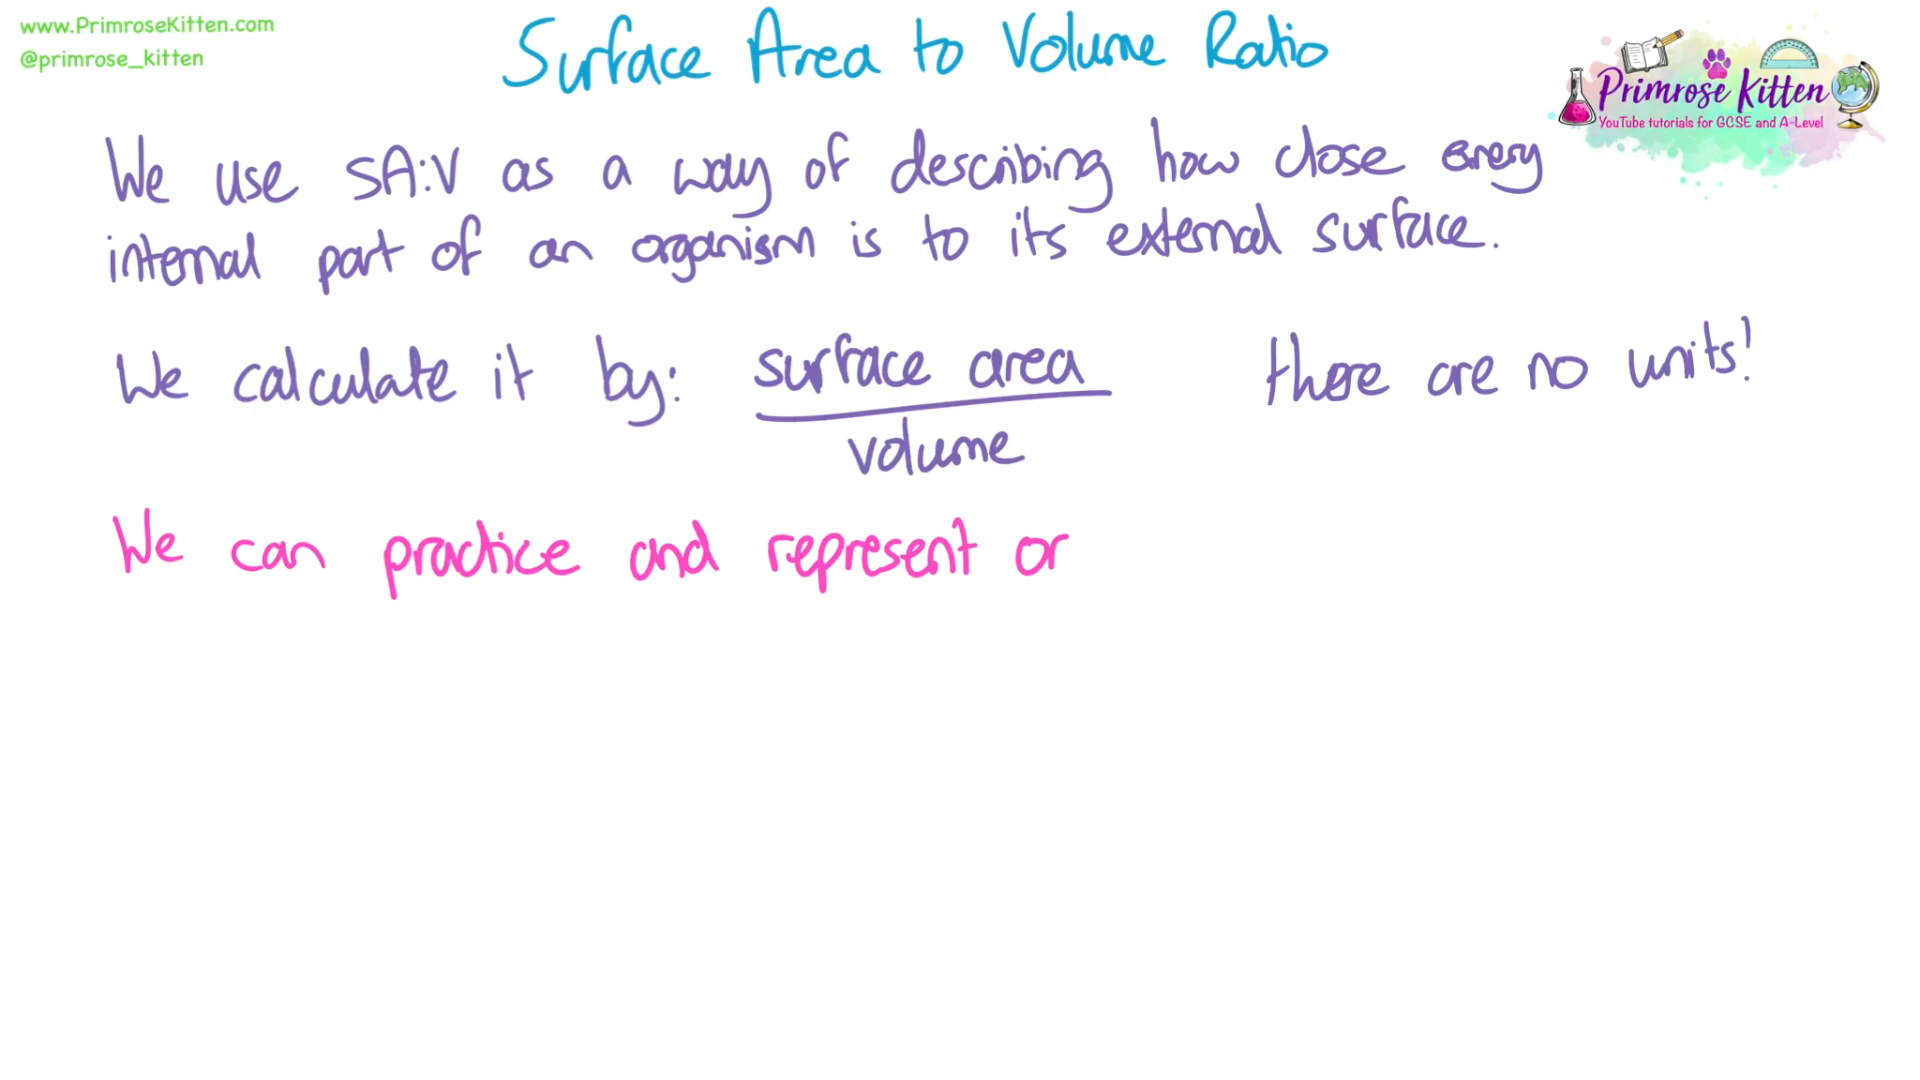 www.PrimroseKitten.com
@primrose_kitten
Surface Area to Volume Ratio
Primrose Kitten
YouTube tutorials for GCSE and A-Level
We use SA:V as a way of describing how close every
internal part of an organism is to its external surface.
We calculate it by: surface area
volume
there are no units!
We can practice and represent or